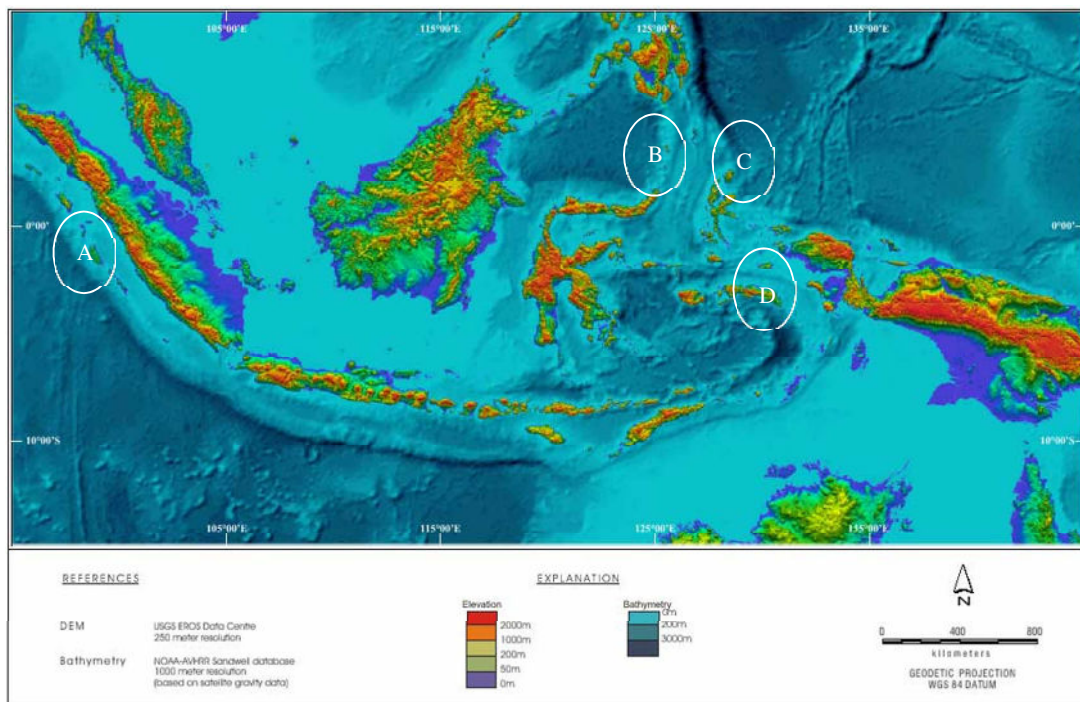 105°00'E 115°00'E 125°00'E 135°00'E
B C
0°00' 0°00'
A
D
10°00'S 10°00'S
105°00'E 115°00'E 125°00'E 135°00'E
REFERENCES
DEM USGS EROS Data Centre
250 meter resolution
Bathymetry NOAA-AVHRR Sandwell database
1000 meter resolution
(based on satellite gravity data)
EXPLANATION
Elevation
2000m
1000m
200m
50m
0m
Bathymetry
0m
200m
3000m
N
0 400 800
kilometers
GEODETIC PROJECTION
WGS 84 DATUM